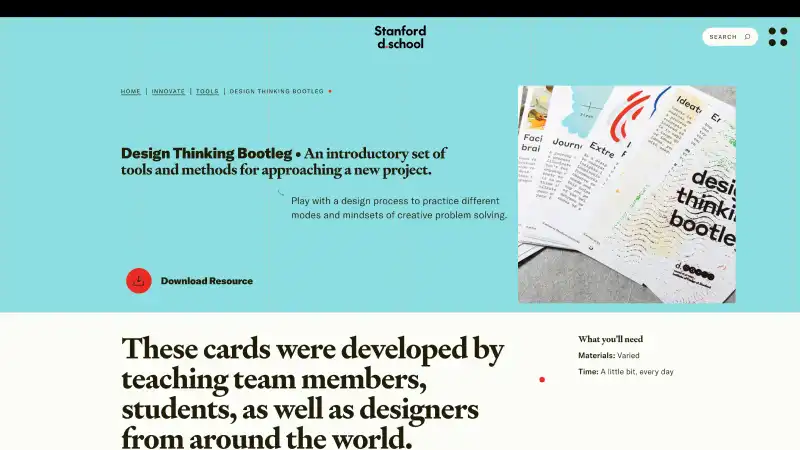 Stanford
d.school
SEARCH
HOME | INNOVATE | TOOLS | DESIGN THINKING BOOTLEG
Design Thinking Bootleg • An introductory set of
tools and methods for approaching a new project.
Play with a design process to practice different
modes and mindsets of creative problem solving.
Download Resource
Journ
Extre
Ideat
design
thinki
bootle
These cards were developed by
teaching team members,
students, as well as designers
from around the world.
What you'll need
Materials: Varied
Time: A little bit, every day